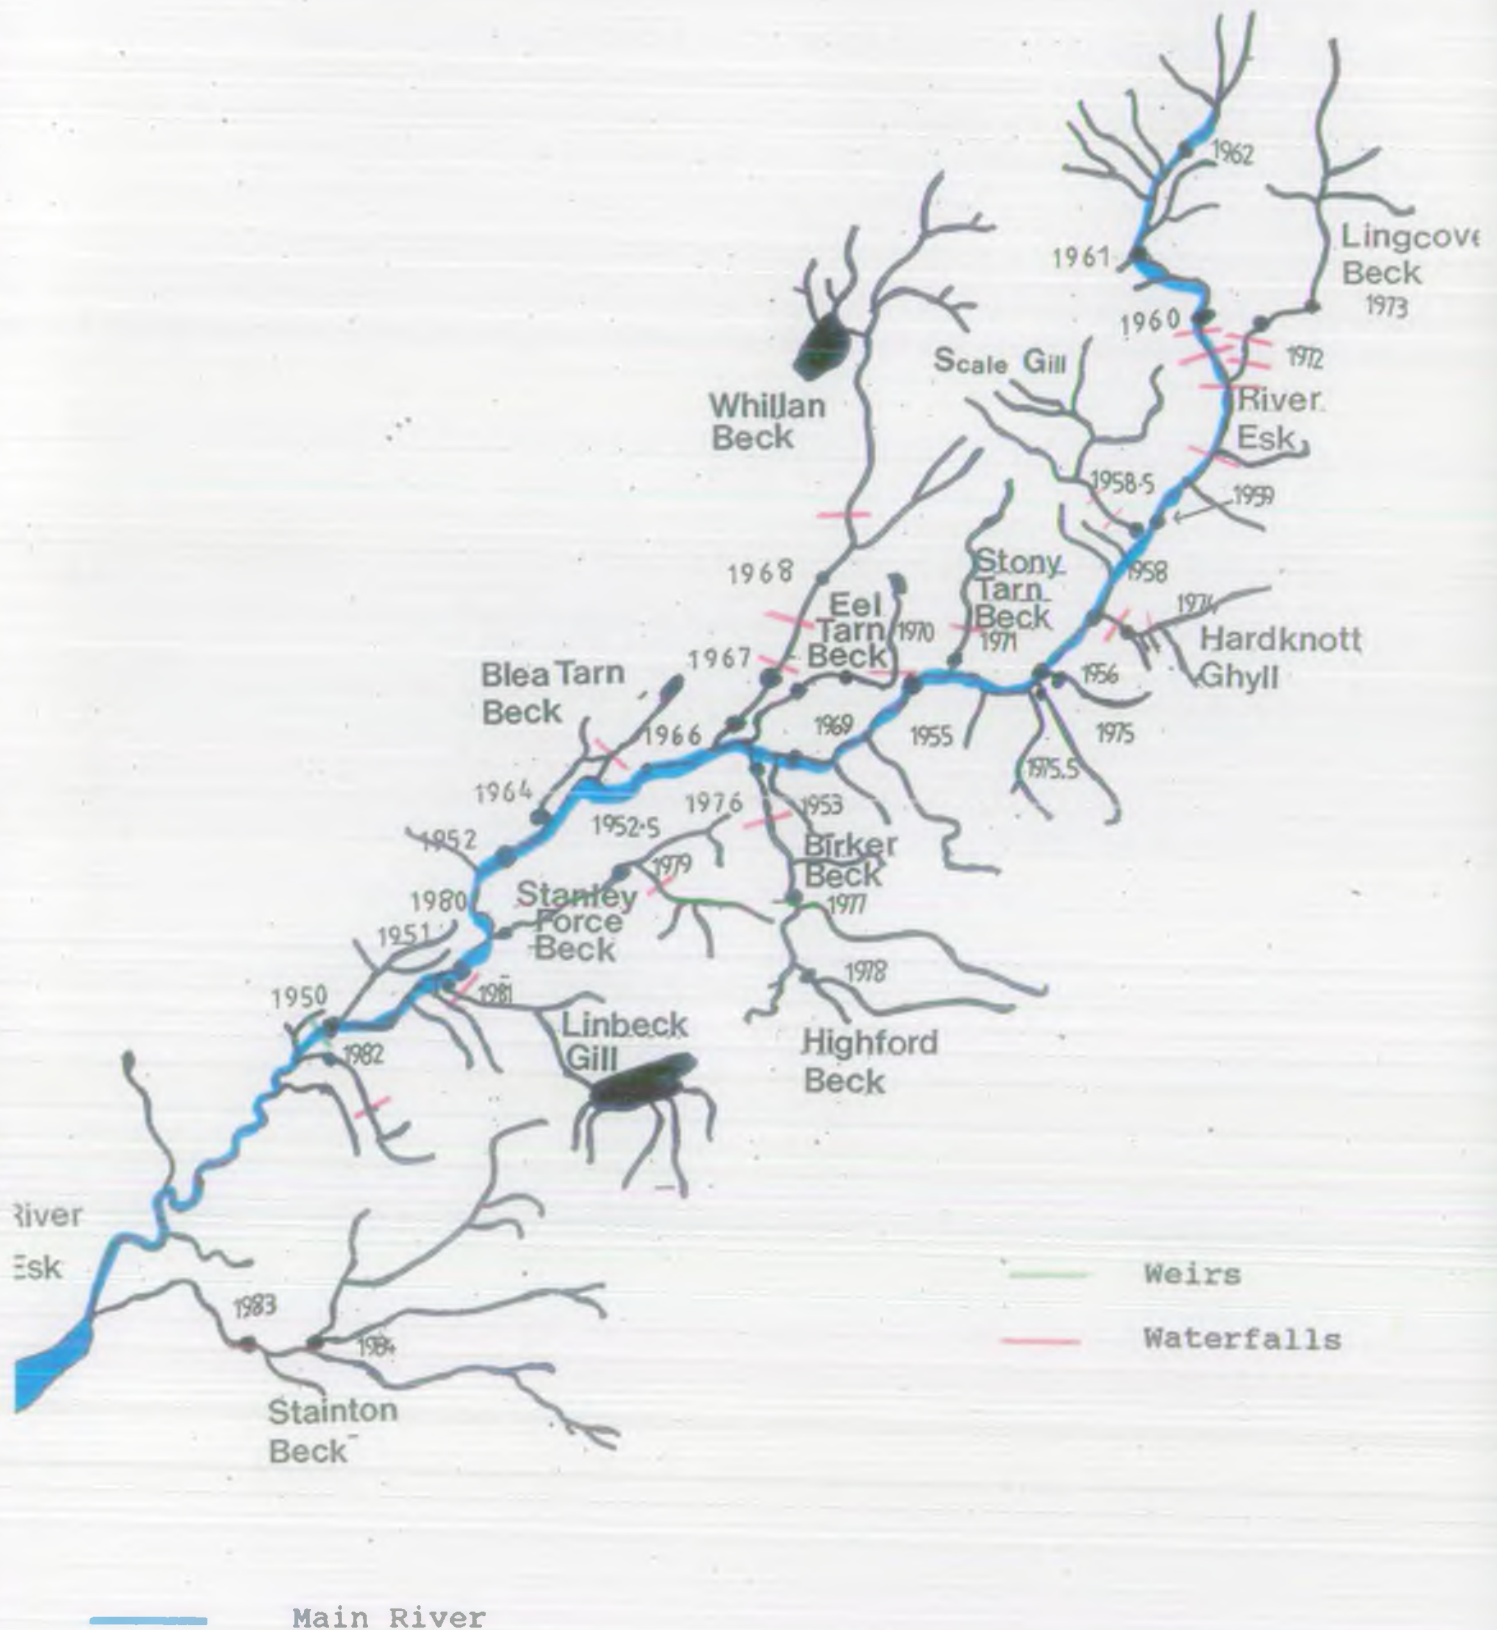 1962
Lingcove
Beck
1973
1961
1960
1972
Scale Gill
River
Esk
Whillan
Beck
1958·5
1959
1958
1968
Stony
Tarn
Beck
1971
Eel
Tarn
Beck
1970
Hardknott
Ghyll
1967
1956
Blea Tarn
Beck
1966
1969
1955
1975
1975.5
1964
1976
1953
1952·5
1952
Birker
Beck
1979
1977
1980
Stanley
Force
Beck
1951
1978
1981
1950
Linbeck
Gill
1982
Highford
Beck
River
Esk
1983
1984
Stainton
Beck
Weirs
Waterfalls
Main River